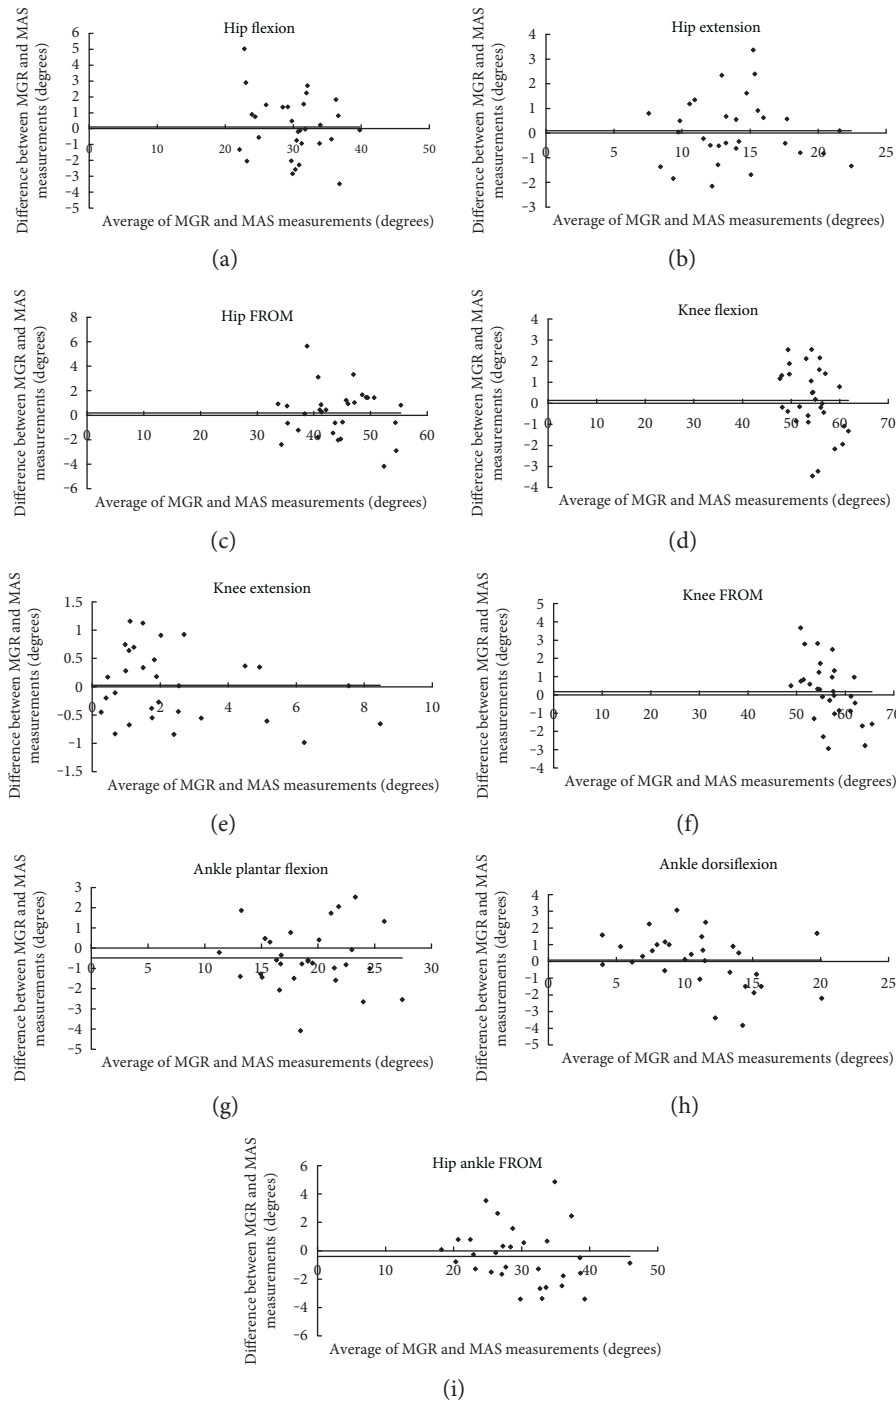 Hip flexion
Difference between MGR and MAS
measurements (degrees)
6
5
4
3
2
1
0
-1
-2
-3
-4
-5
0 10 20 30 40 50
Average of MGR and MAS measurements (degrees)
(a)
Hip extension
Difference between MGR and MAS
measurements (degrees)
4
3
2
1
0
-1
-2
-3
0 5 10 15 20 25
Average of MGR and MAS measurements (degrees)
(b)
Hip FROM
Difference between MGR and MAS
measurements (degrees)
8
6
4
2
0
-2
-4
-6
0 10 20 30 40 50 60
Average of MGR and MAS measurements (degrees)
(c)
Knee flexion
Difference between MGR and MAS
measurements (degrees)
4
3
2
1
0
-1
-2
-3
-4
0 10 20 30 40 50 60 70
Average of MGR and MAS measurements (degrees)
(d)
Knee extension
Difference between MGR and MAS
measurements (degrees)
1.5
1
0.5
0
-0.5
-1
-1.5
0 2 4 6 8 10
Average of MGR and MAS measurements (degrees)
(e)
Knee FROM
Difference between MGR and MAS
measurements (degrees)
5
4
3
2
1
0
-1
-2
-3
-4
0 10 20 30 40 50 60 70
Average of MGR and MAS measurements (degrees)
(f)
Ankle plantar flexion
Difference between MGR and MAS
measurements (degrees)
3
2
1
0
-1
-2
-3
-4
-5
0 5 10 15 20 25 30
Average of MGR and MAS measurements (degrees)
(g)
Ankle dorsiflexion
Difference between MGR and MAS
measurements (degrees)
4
3
2
1
0
-1
-2
-3
-4
-5
0 5 10 15 20 25
Average of MGR and MAS measurements (degrees)
(h)
Hip ankle FROM
Difference between MGR and MAS
measurements (degrees)
6
4
2
0
-2
-4
-6
0 10 20 30 40 50
Average of MGR and MAS measurements (degrees)
(i)